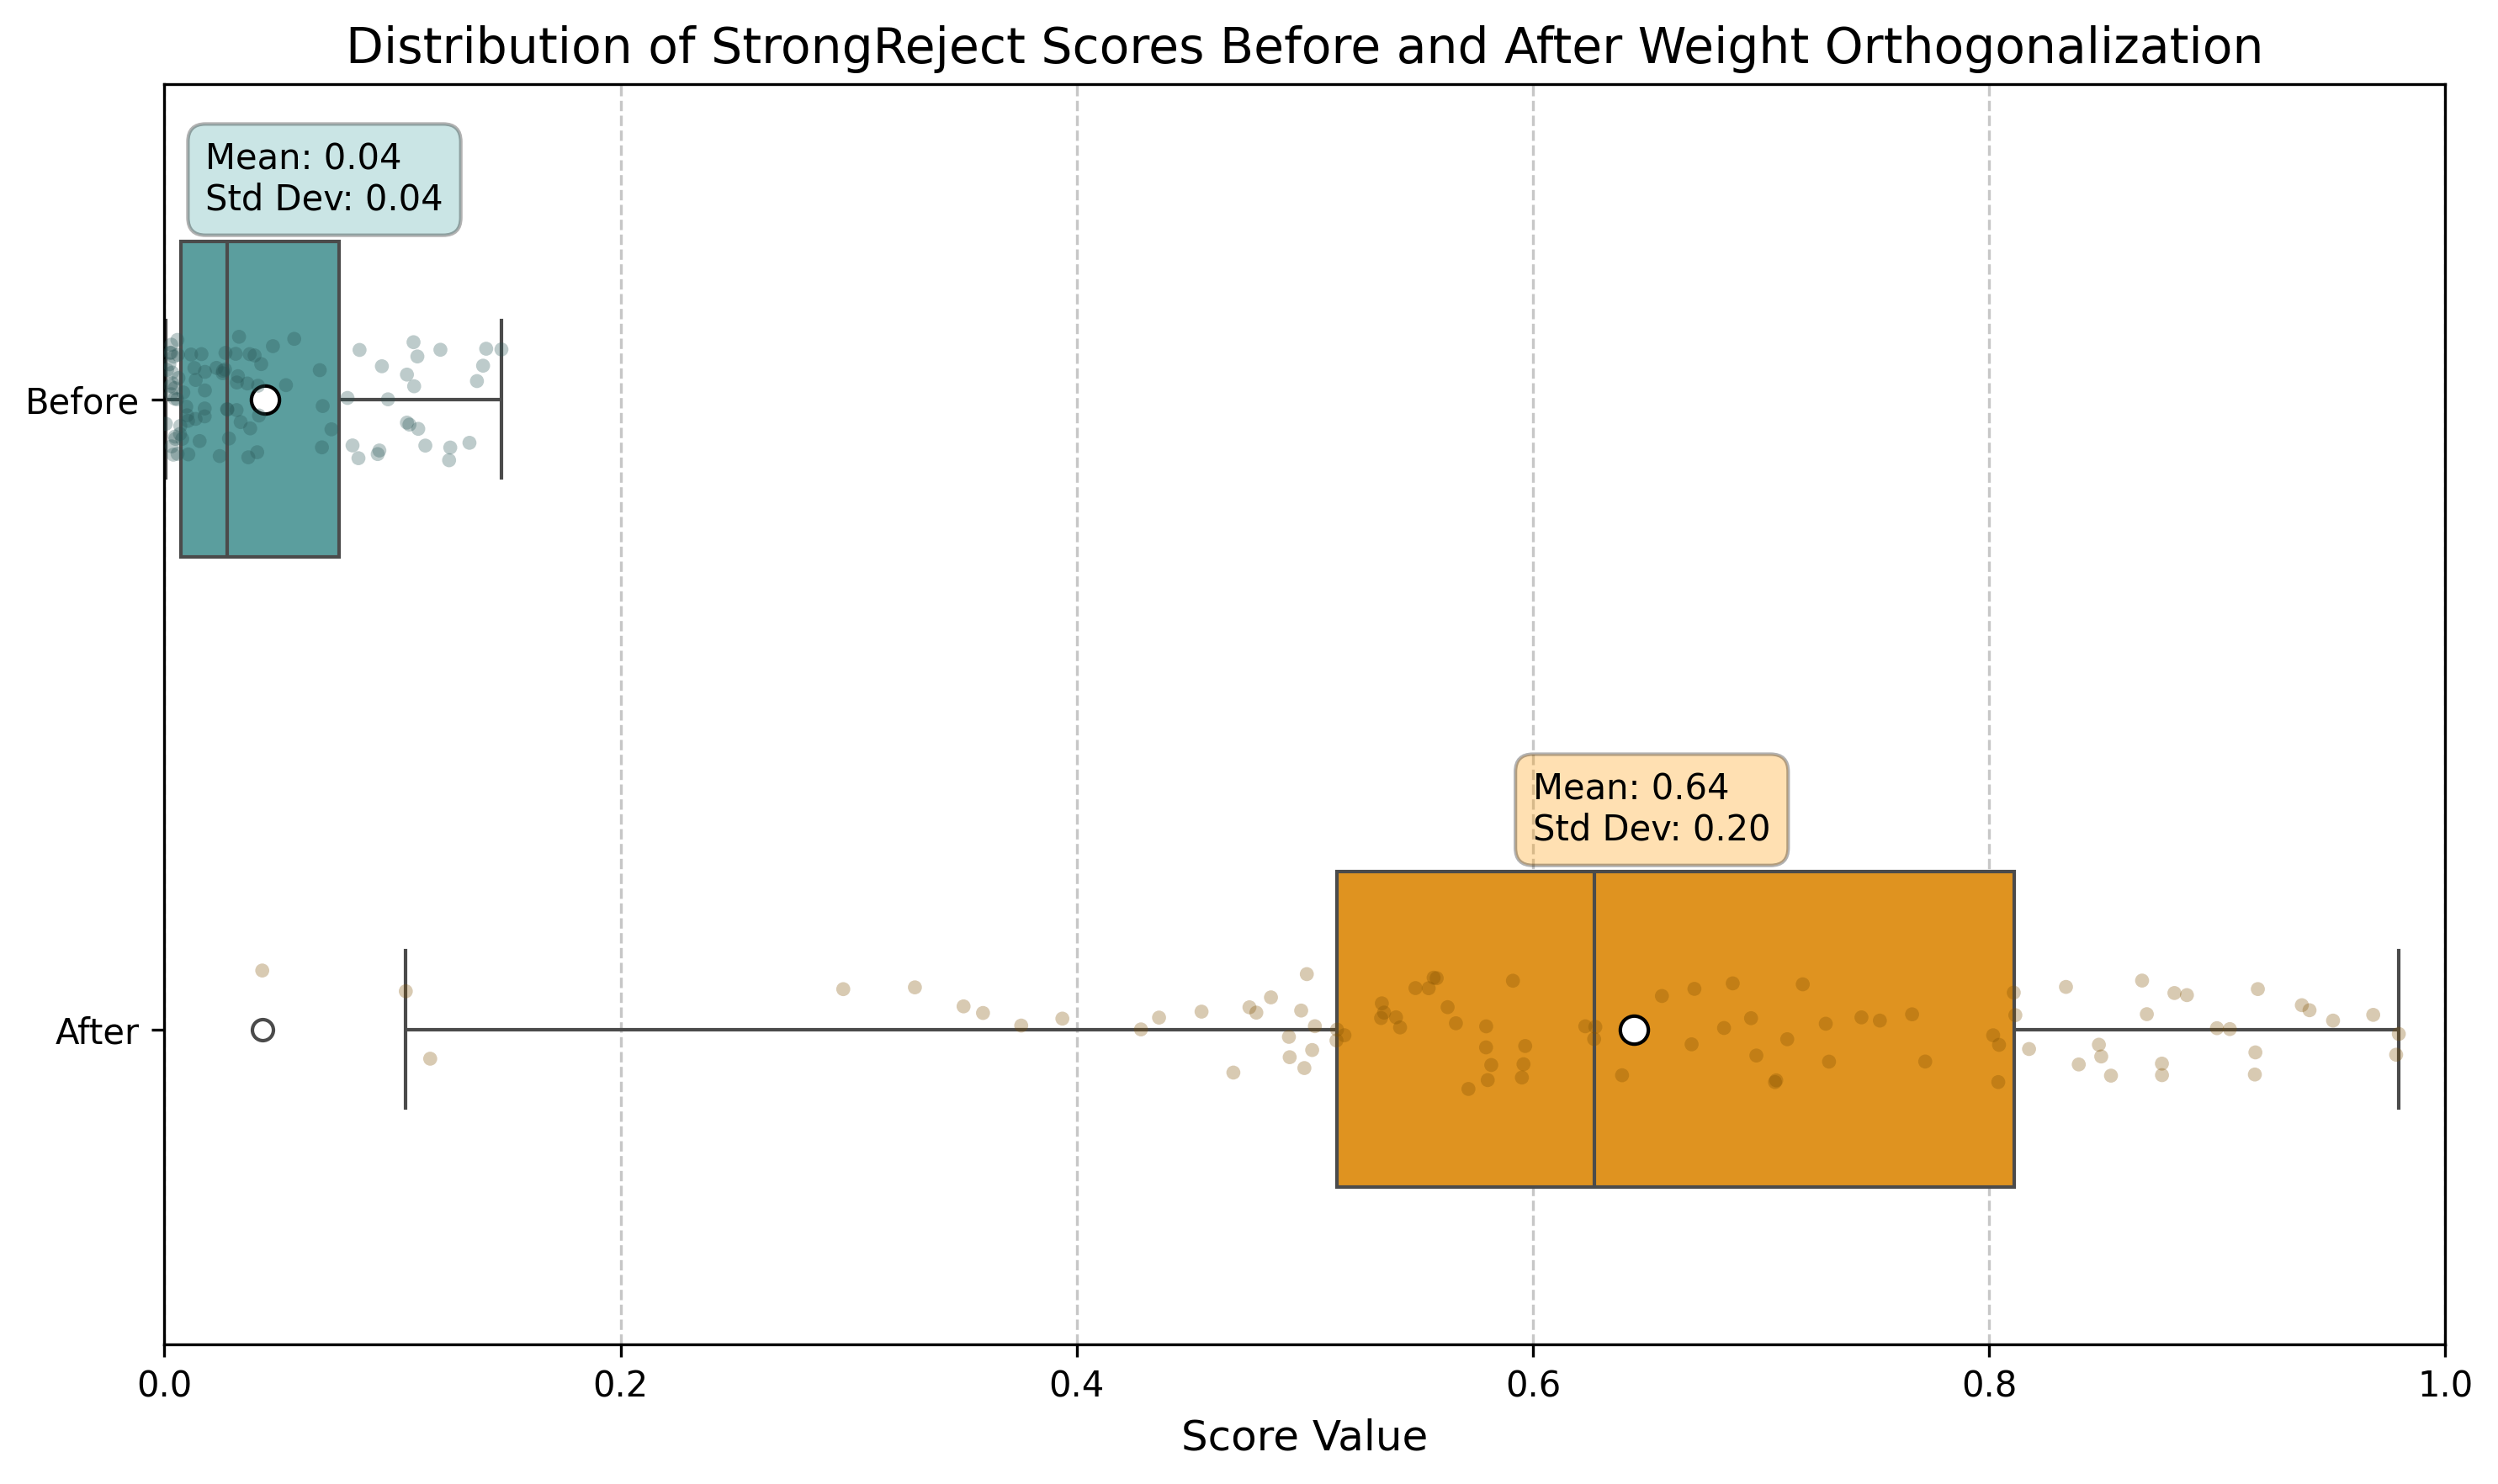 Distribution of StrongReject Scores Before and After Weight Orthogonalization
Mean: 0.04
Std Dev: 0.04
Before
Mean: 0.64
Std Dev: 0.20
After
0.0 0.2 0.4 0.6 0.8 1.0
Score Value